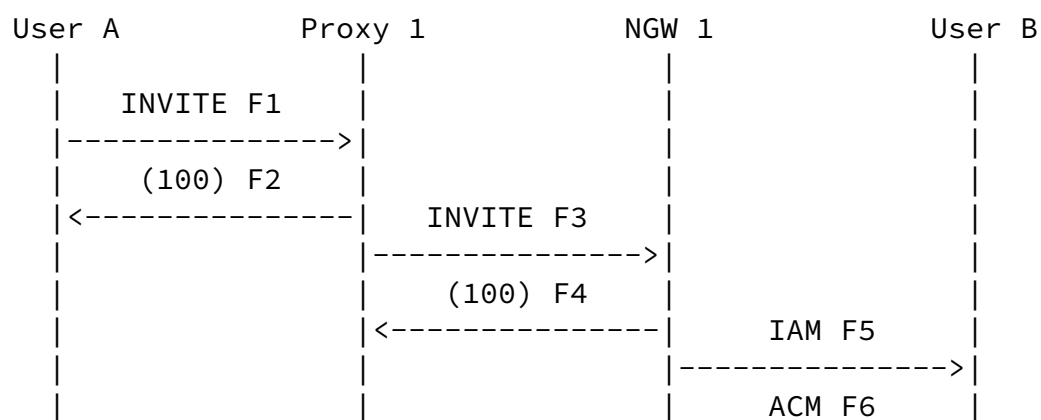 User A Proxy 1 NGW 1 User B
INVITE F1
(100) F2
INVITE F3
(100) F4
IAM F5
ACM F6